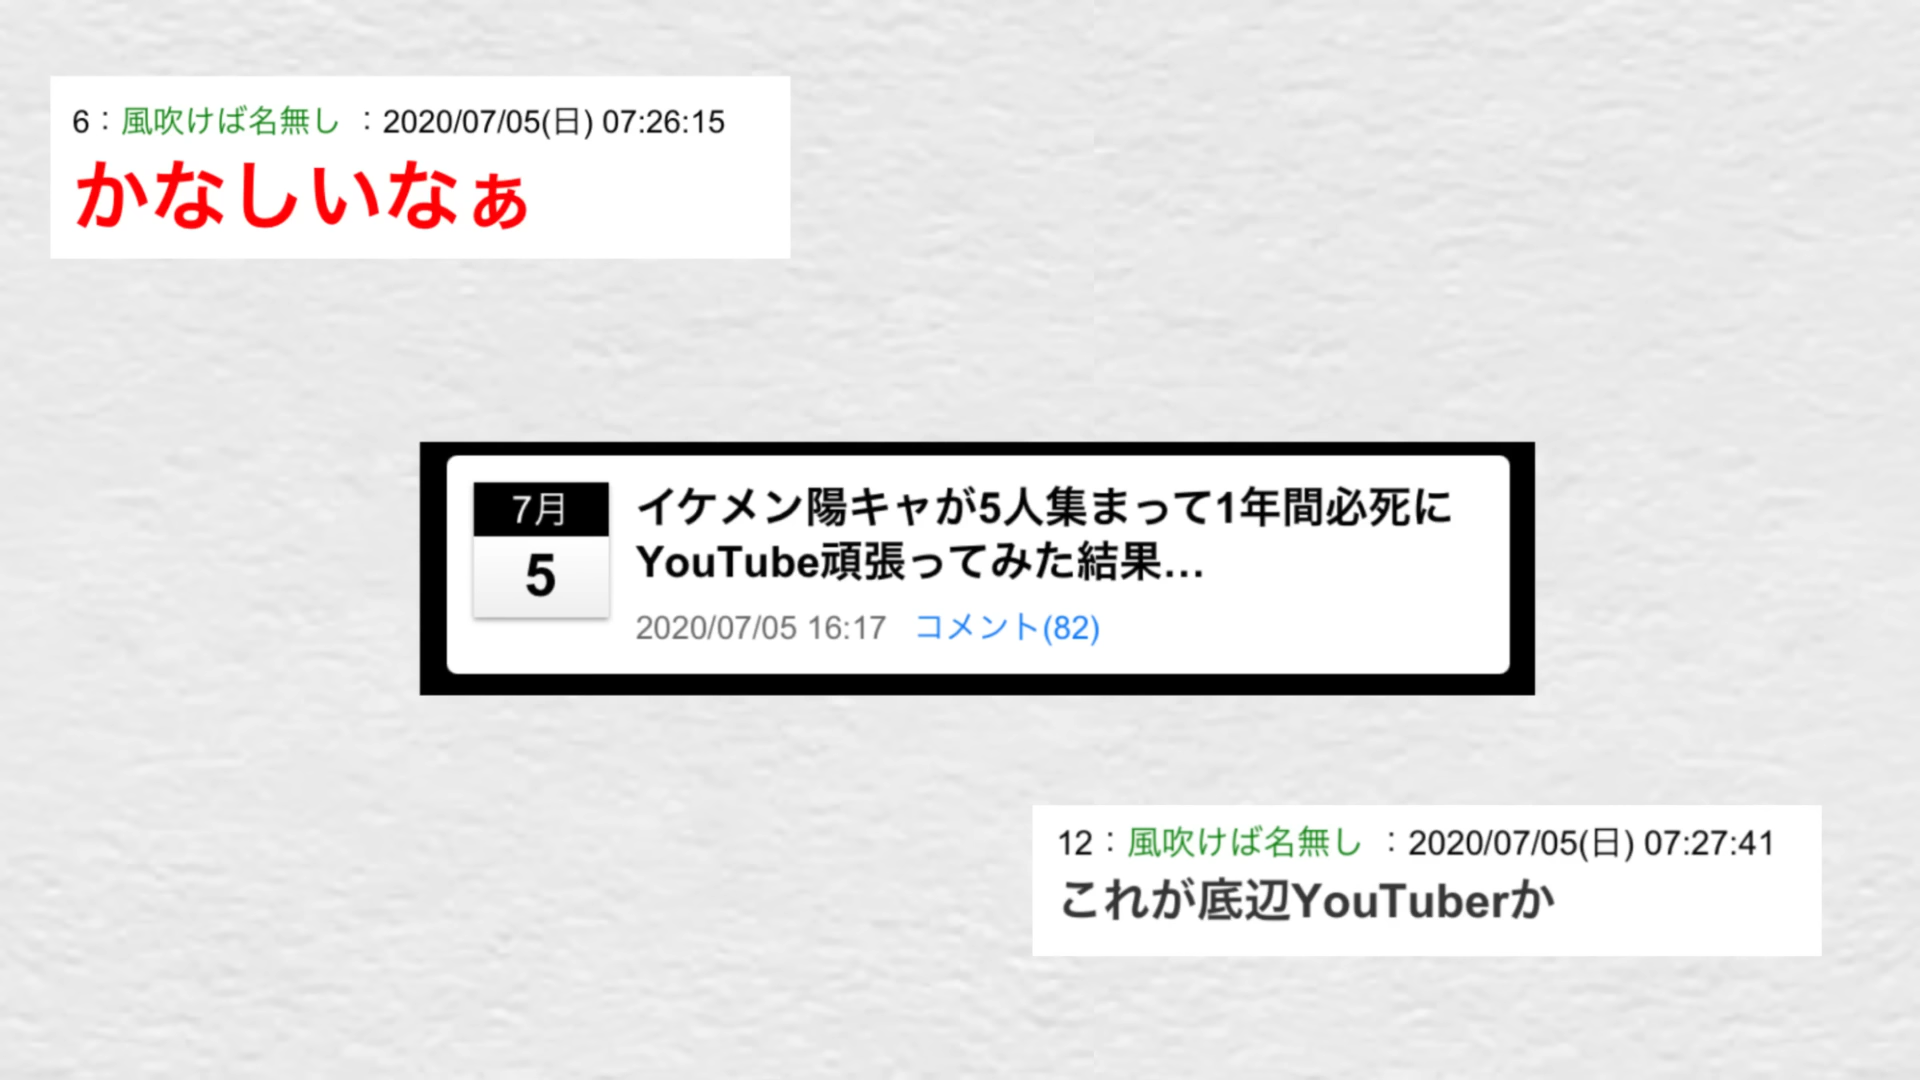 6：風吹けば名無し ：2020/07/05(日) 07:26:15
かなしいなぁ
7月
5
イケメン陽キャが5人集まって1年間必死に
YouTube頑張ってみた結果…
2020/07/05 16:17 コメント(82)
12：風吹けば名無し ：2020/07/05(日) 07:27:41
これが底辺YouTuberか